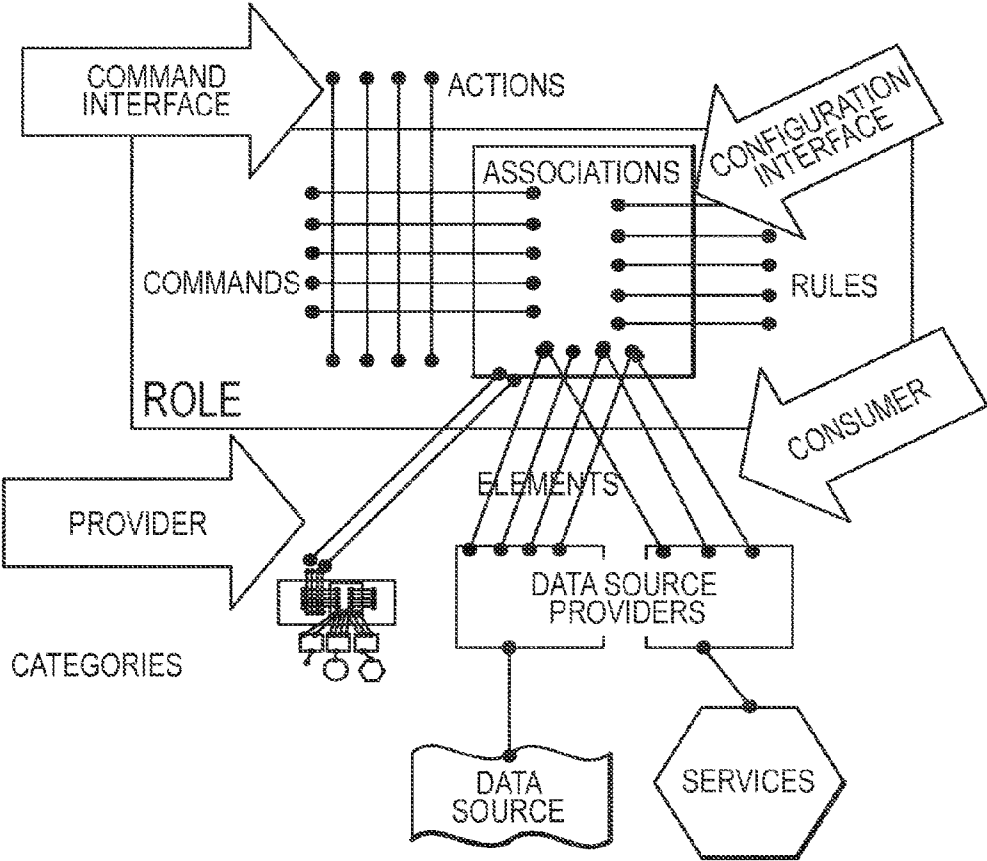 COMMAND
INTERFACE
ACTIONS
CONFIGURATION
INTERFACE
ASSOCIATIONS
COMMANDS
RULES
ROLE
CONSUMER
ELEMENTS
PROVIDER
DATA SOURCE
PROVIDERS
CATEGORIES
DATA
SOURCE
SERVICES